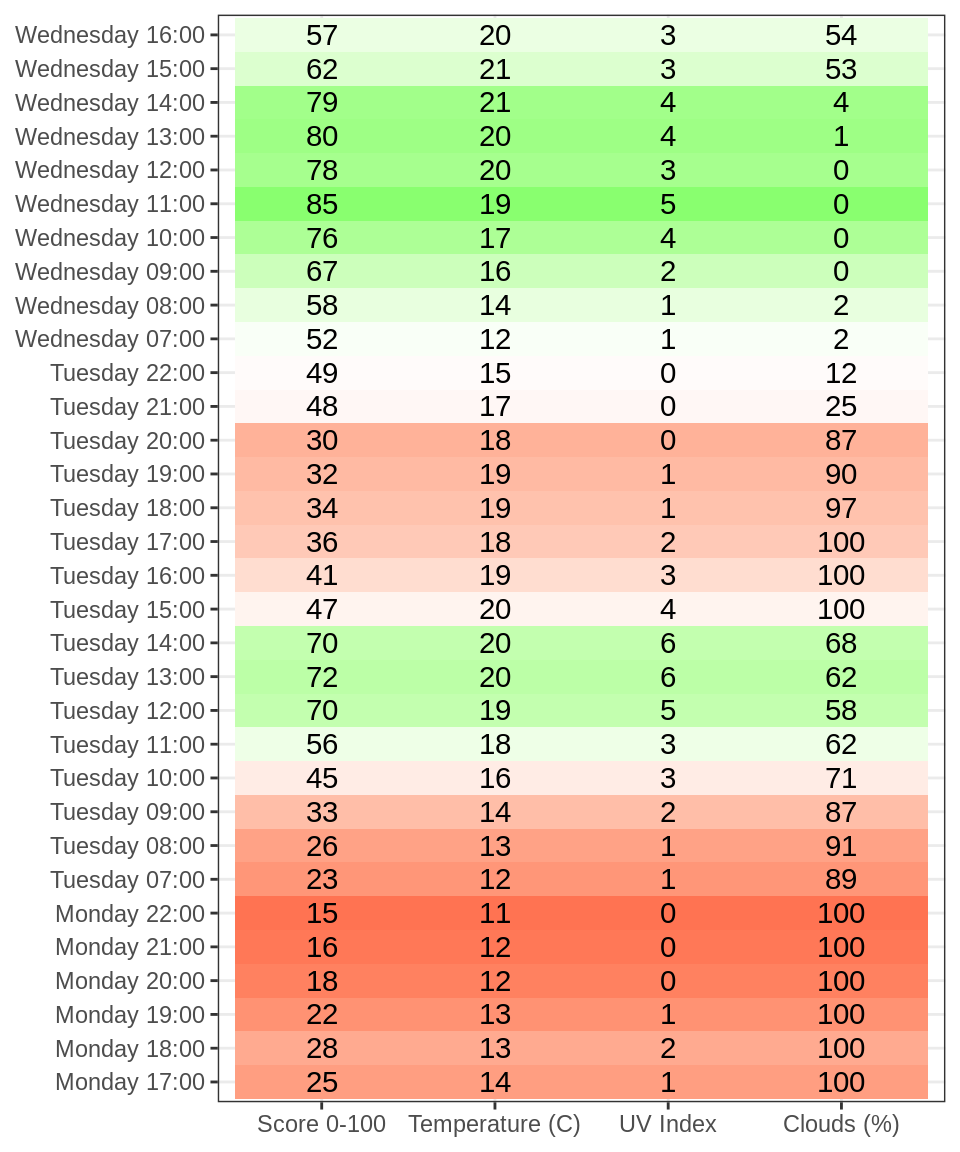 Wednesday 16:00 57 20 3 54
Wednesday 15:00 62 21 3 53
Wednesday 14:00 79 21 4 4
Wednesday 13:00 80 20 4 1
Wednesday 12:00 78 20 3 0
Wednesday 11:00 85 19 5 0
Wednesday 10:00 76 17 4 0
Wednesday 09:00 67 16 2 0
Wednesday 08:00 58 14 1 2
Wednesday 07:00 52 12 1 2
Tuesday 22:00 49 15 0 12
Tuesday 21:00 48 17 0 25
Tuesday 20:00 30 18 0 87
Tuesday 19:00 32 19 1 90
Tuesday 18:00 34 19 1 97
Tuesday 17:00 36 18 2 100
Tuesday 16:00 41 19 3 100
Tuesday 15:00 47 20 4 100
Tuesday 14:00 70 20 6 68
Tuesday 13:00 72 20 6 62
Tuesday 12:00 70 19 5 58
Tuesday 11:00 56 18 3 62
Tuesday 10:00 45 16 3 71
Tuesday 09:00 33 14 2 87
Tuesday 08:00 26 13 1 91
Tuesday 07:00 23 12 1 89
Monday 22:00 15 11 0 100
Monday 21:00 16 12 0 100
Monday 20:00 18 12 0 100
Monday 19:00 22 13 1 100
Monday 18:00 28 13 2 100
Monday 17:00 25 14 1 100
Score 0-100 Temperature (C) UV Index Clouds (%)